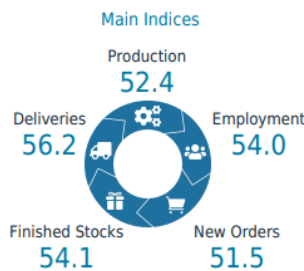 Main Indices
Production
52.4
Deliveries
56.2
Employment
54.0
Finished Stocks
54.1
New Orders
51.5